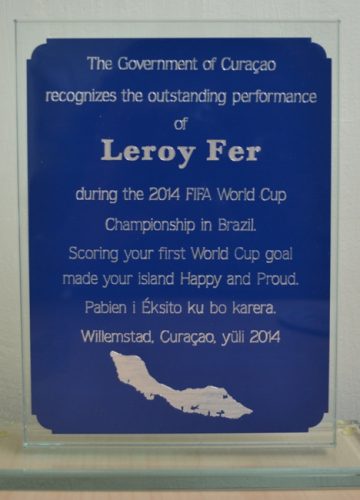 The Government of Curaçao
recognizes the outstanding performance
of
Leroy Fer
during the 2014 FIFA World Cup
Championship in Brazil.
Scoring your first World Cup goal
made your island Happy and Proud.
Pabien i Éksito ku bo karera.
Willemstad, Curaçao, yüli 2014